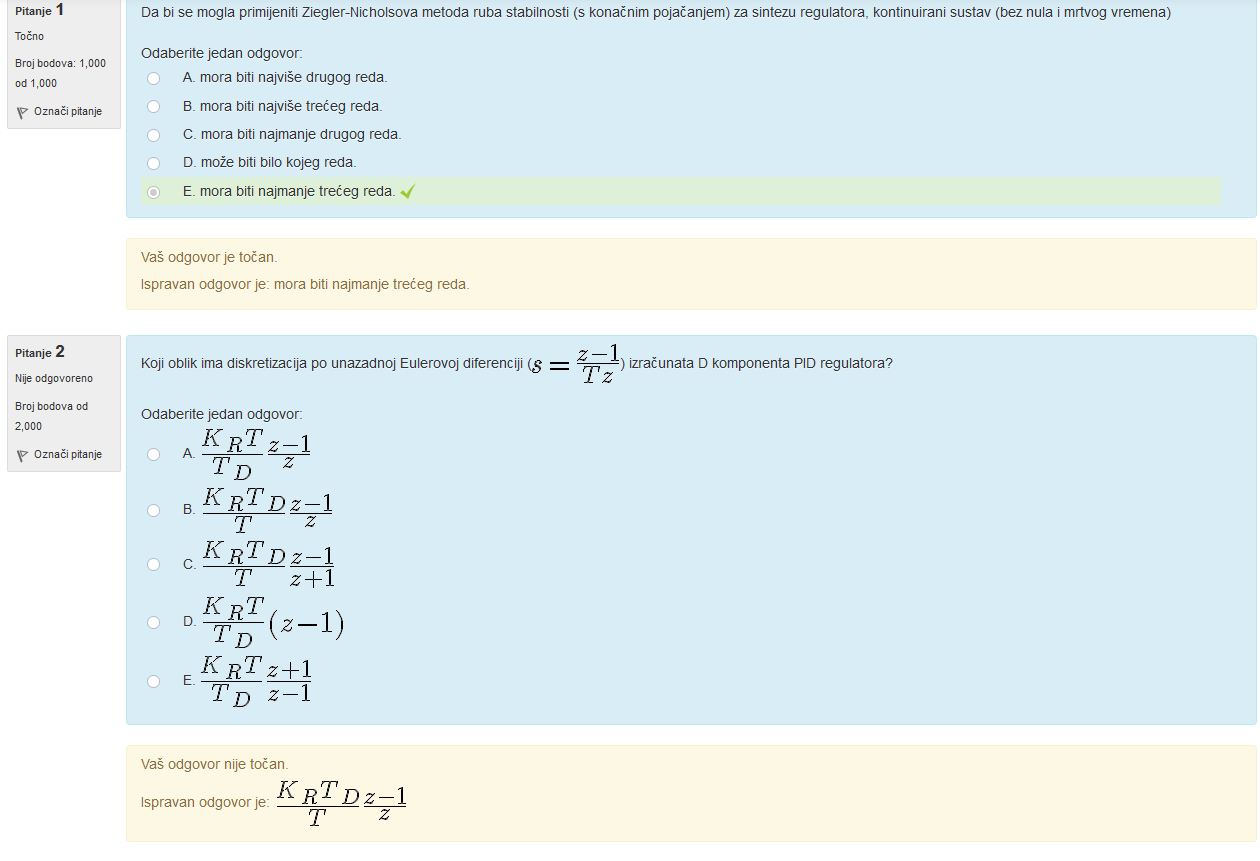 Pitanje 1
Točno
Broj bodova: 1,000
od 1,000
Označi pitanje
Da bi se mogla primijeniti Ziegler-Nicholsova metoda ruba stabilnosti (s konačnim pojačanjem) za sintezu regulatora, kontinuirani sustav (bez nula i mrtvog vremena)
Odaberite jedan odgovor:
A. mora biti najviše drugog reda.
B. mora biti najviše trećeg reda.
C. mora biti najmanje drugog reda.
D. može biti bilo kojeg reda.
E. mora biti najmanje trećeg reda.
Vaš odgovor je točan.
Ispravan odgovor je: mora biti najmanje trećeg reda.
Pitanje 2
Nije odgovoreno
Broj bodova od
2,000
Označi pitanje
Koji oblik ima diskretizacija po unazadnoj Eulerovoj diferenciji ($s = \frac{z-1}{Tz}$) izračunata D komponenta PID regulatora?
Odaberite jedan odgovor:
A. $\frac{K_R T}{T_D} \frac{z-1}{z}$
B. $\frac{K_R T_D}{T} \frac{z-1}{z}$
C. $\frac{K_R T_D}{T} \frac{z-1}{z+1}$
D. $\frac{K_R T}{T_D} (z-1)$
E. $\frac{K_R T}{T_D} \frac{z+1}{z-1}$
Vaš odgovor nije točan.
Ispravan odgovor je: $\frac{K_R T_D}{T} \frac{z-1}{z}$